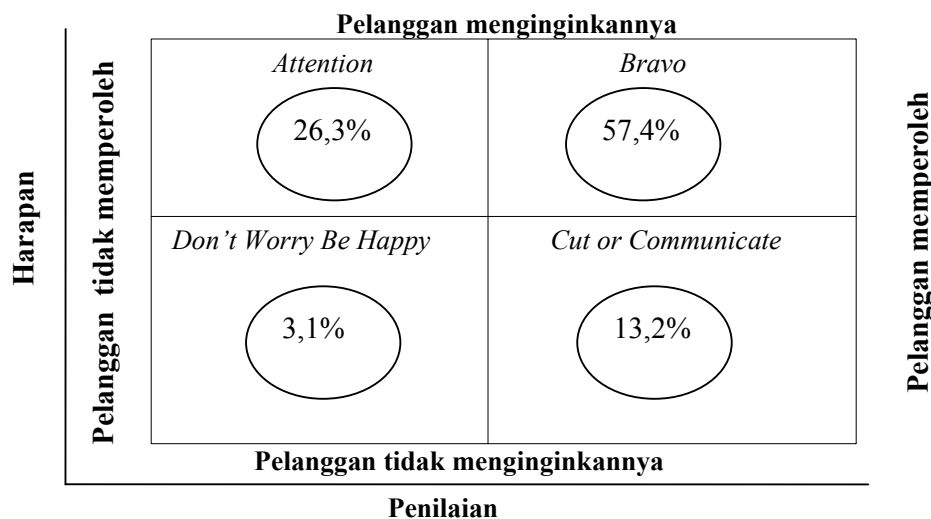 Pelanggan menginginkannya
Attention
Bravo
26,3%
57,4%
Harapan
Pelanggan tidak memperoleh
Pelanggan memperoleh
Don’t Worry Be Happy
Cut or Communicate
3,1%
13,2%
Pelanggan tidak menginginkannya
Penilaian